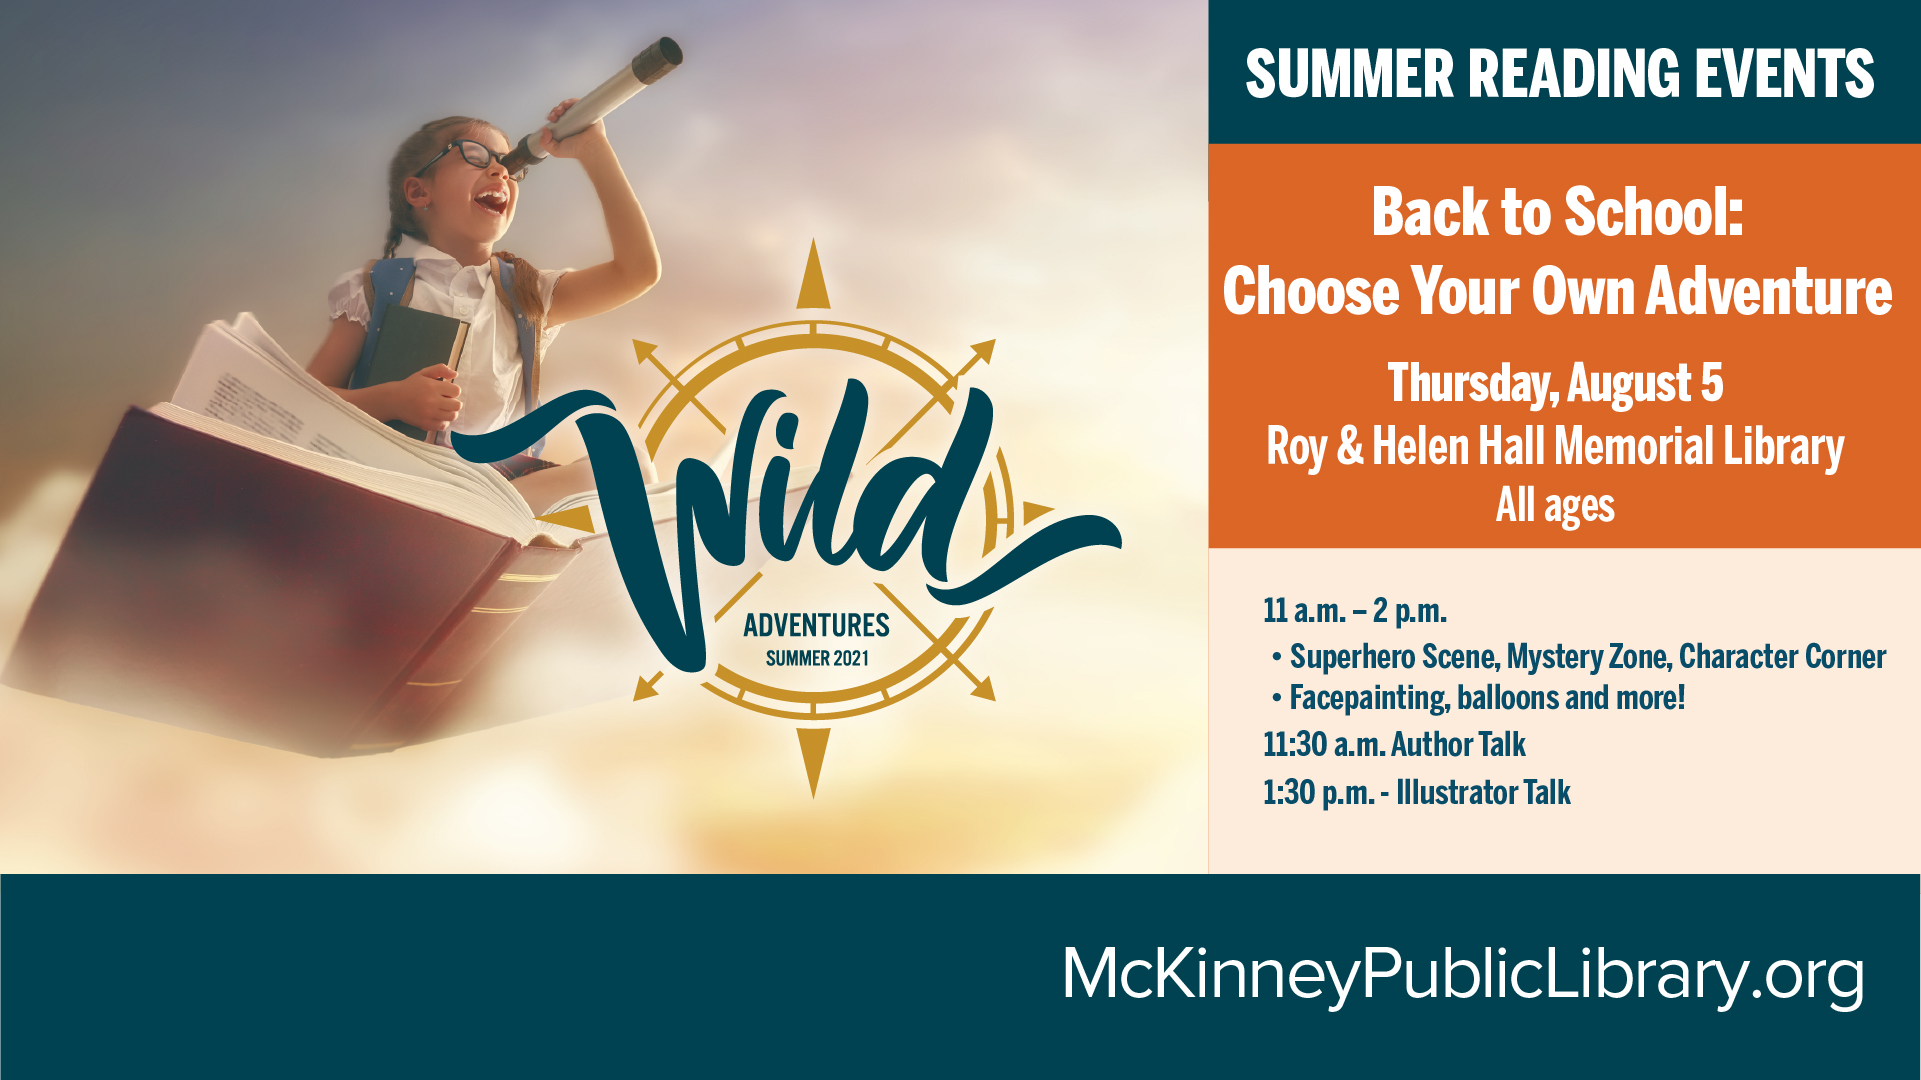 SUMMER READING EVENTS
Back to School:
Choose Your Own Adventure
Thursday, August 5
Roy & Helen Hall Memorial Library
All ages
11 a.m. – 2 p.m.
• Superhero Scene, Mystery Zone, Character Corner
• Facepainting, balloons and more!
11:30 a.m. Author Talk
1:30 p.m. - Illustrator Talk
Wild
ADVENTURES
SUMMER 2021
McKinneyPublicLibrary.org